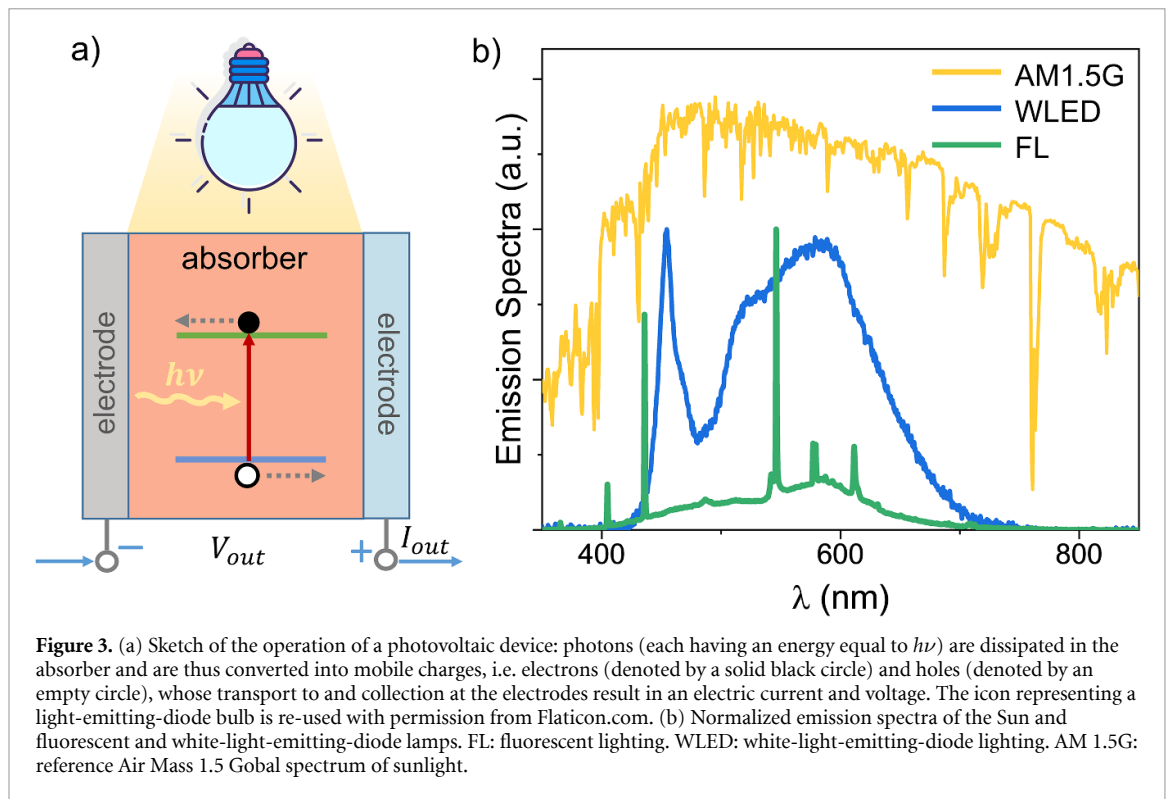 a)
absorber
electrode
electrode
hν
−
V_out
+
I_out
b)
AM1.5G
WLED
FL
Emission Spectra (a.u.)
400
600
800
λ (nm)
Figure 3. (a) Sketch of the operation of a photovoltaic device: photons (each having an energy equal to hν) are dissipated in the
absorber and are thus converted into mobile charges, i.e. electrons (denoted by a solid black circle) and holes (denoted by an
empty circle), whose transport to and collection at the electrodes result in an electric current and voltage. The icon representing a
light-emitting-diode bulb is re-used with permission from Flaticon.com. (b) Normalized emission spectra of the Sun and
fluorescent and white-light-emitting-diode lamps. FL: fluorescent lighting. WLED: white-light-emitting-diode lighting. AM 1.5G:
reference Air Mass 1.5 Gobal spectrum of sunlight.